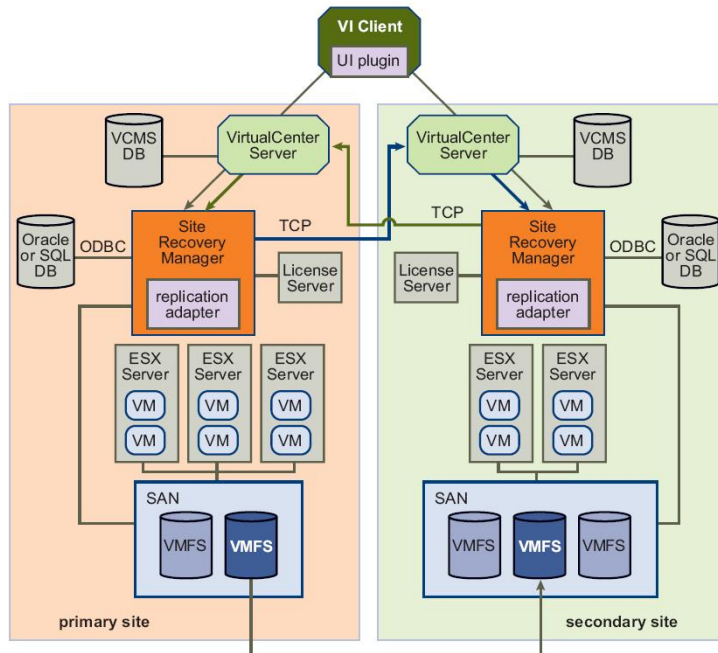 VI Client
UI plugin
VCMS
DB
VirtualCenter
Server
VirtualCenter
Server
VCMS
DB
TCP
TCP
Oracle
or SQL
DB
ODBC
Site
Recovery
Manager
replication
adapter
License
Server
License
Server
Site
Recovery
Manager
replication
adapter
ODBC
Oracle
or SQL
DB
ESX
Server
VM
VM
ESX
Server
VM
VM
ESX
Server
VM
VM
ESX
Server
VM
VM
ESX
Server
VM
VM
SAN
VMFS
VMFS
SAN
VMFS
VMFS
VMFS
primary site
secondary site